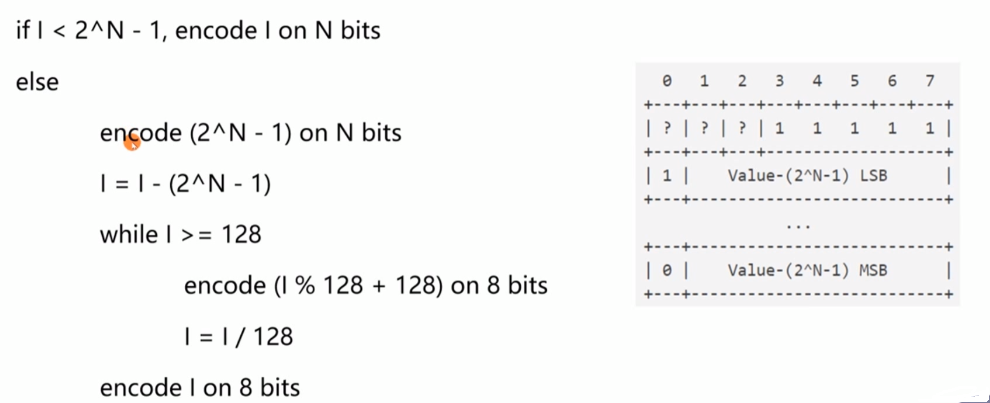 if I < 2^N - 1, encode I on N bits
else
encode (2^N - 1) on N bits
I = I - (2^N - 1)
while I >= 128
encode (I % 128 + 128) on 8 bits
I = I / 128
encode I on 8 bits
0 1 2 3 4 5 6 7
+---+---+---+---+---+---+---+---+
| ? | ? | ? | 1 1 1 1 1 |
+---+---+---+-------------------+
| 1 | Value-(2^N-1) LSB |
+---+---------------------------+
...
+---+---------------------------+
| 0 | Value-(2^N-1) MSB |
+---+---------------------------+